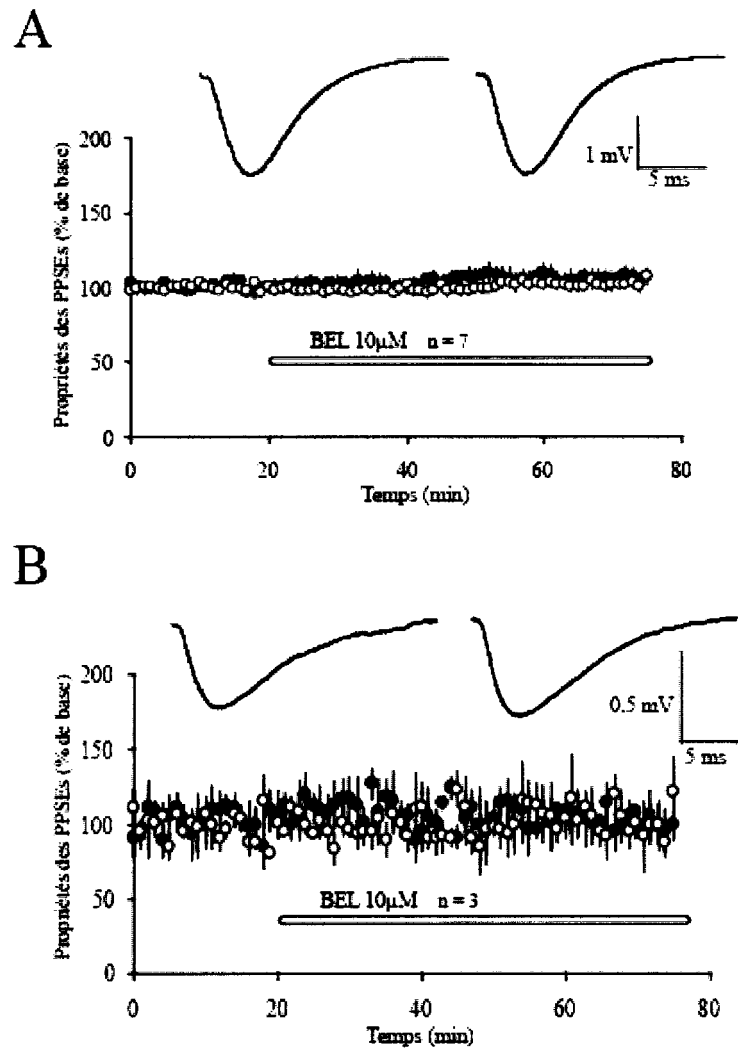 A
200
150
100
50
0
Propriétés des PPSEs (% de base)
1 mV
5 ms
BEL 10µM n = 7
0 20 40 60 80
Temps (min)
B
200
150
100
50
0
Propriétés des PPSEs (% de base)
0.5 mV
5 ms
BEL 10µM n = 3
0 20 40 60 80
Temps (min)